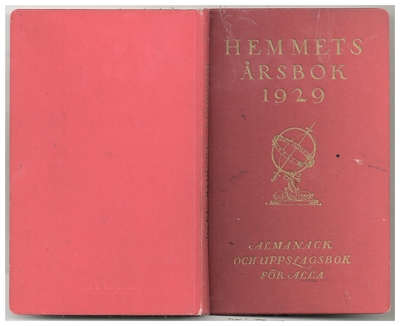 HEMMETS
ÅRSBOK
1929
ALMANACK
OCH UPPSLAGSBOK
FÖR ALLA